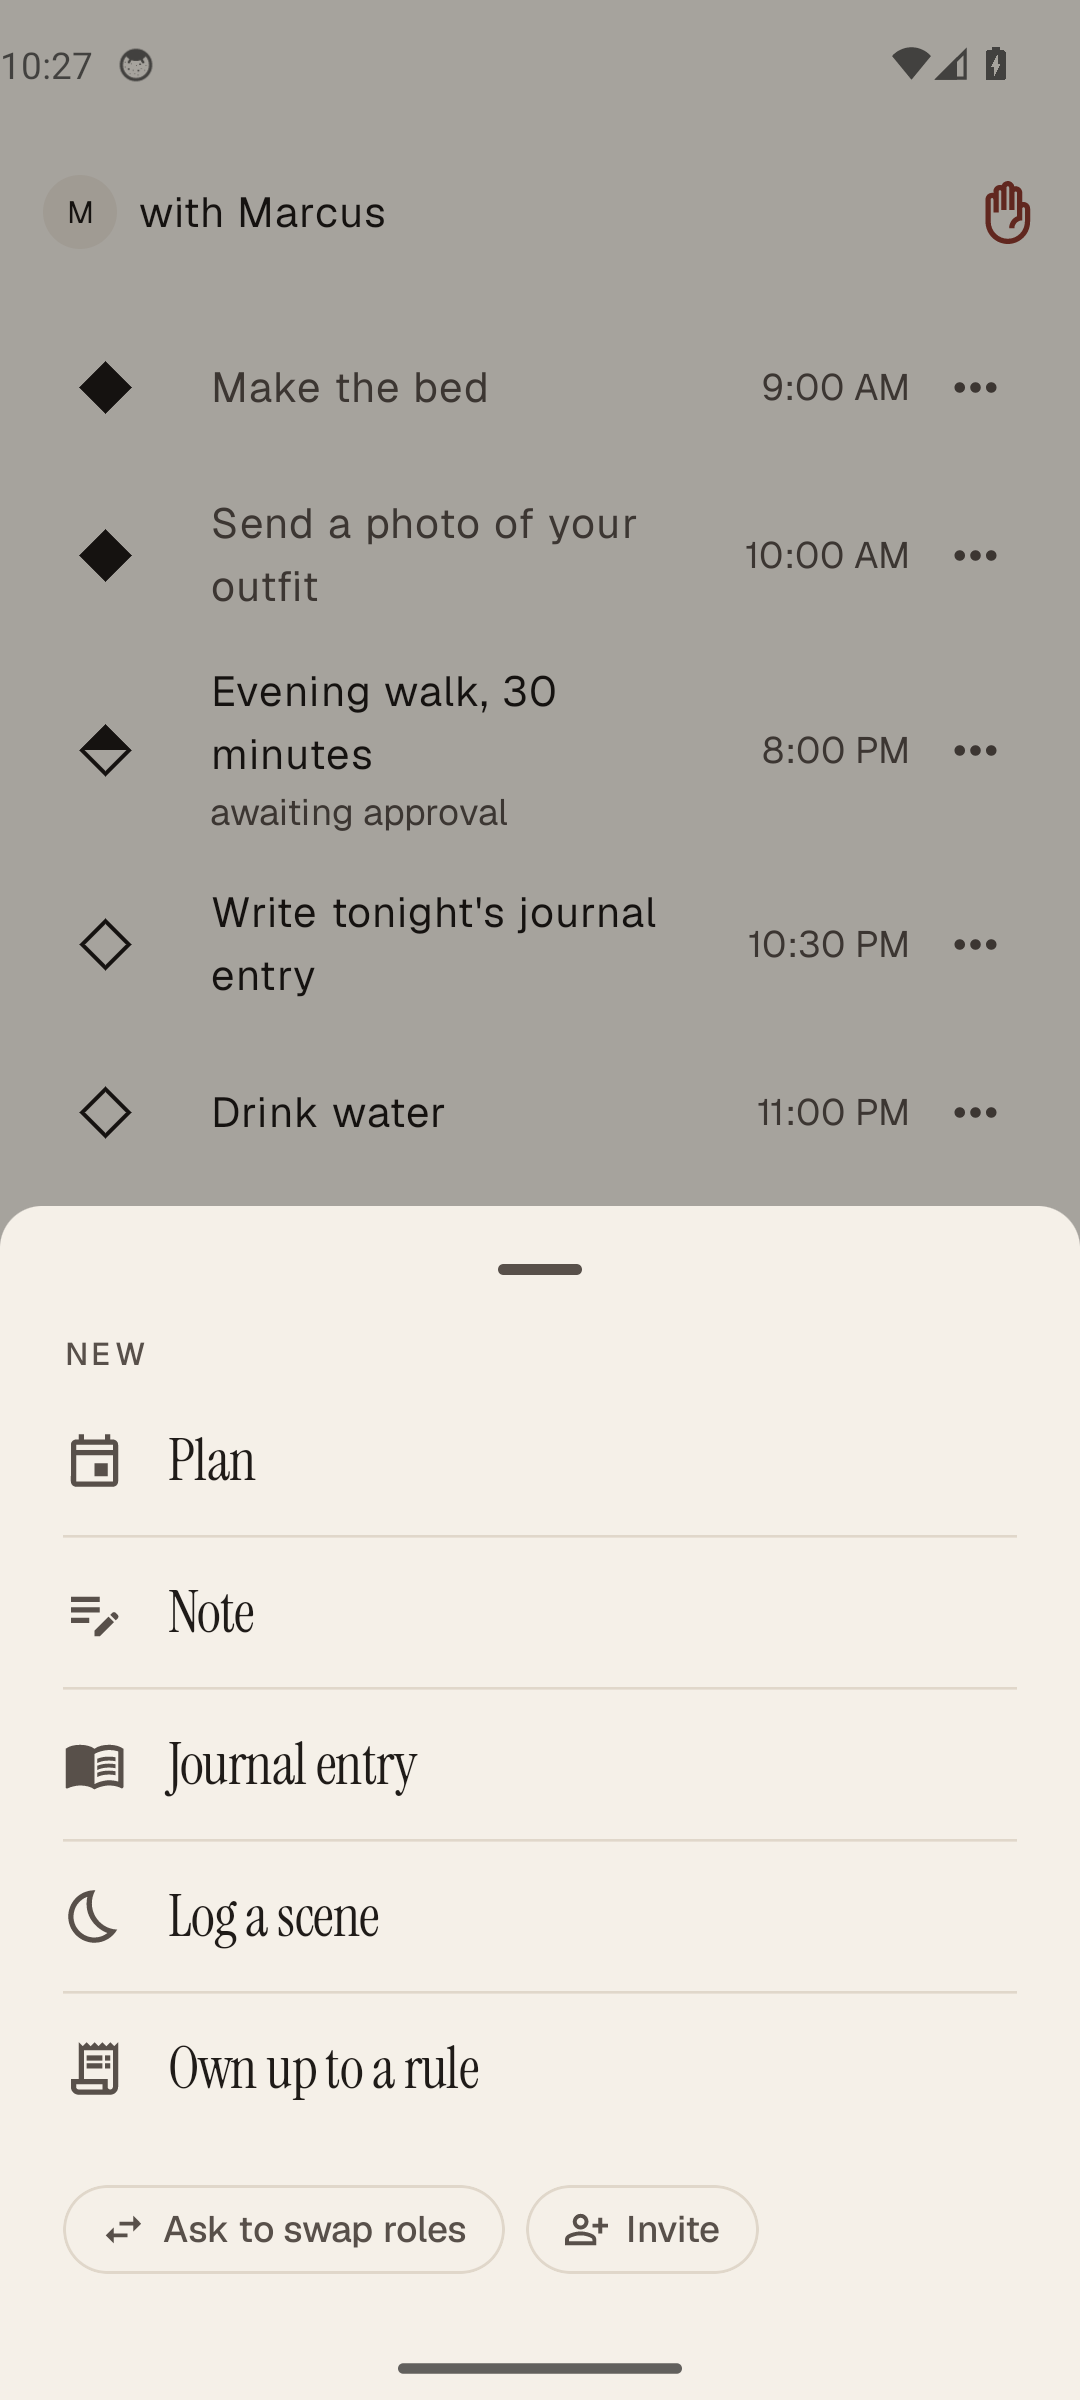 10:27
M with Marcus
Make the bed 9:00 AM
Send a photo of your
outfit
10:00 AM
Evening walk, 30
minutes
awaiting approval
8:00 PM
Write tonight's journal
entry
10:30 PM
Drink water 11:00 PM
NEW
Plan
Note
Journal entry
Log a scene
Own up to a rule
Ask to swap roles
Invite